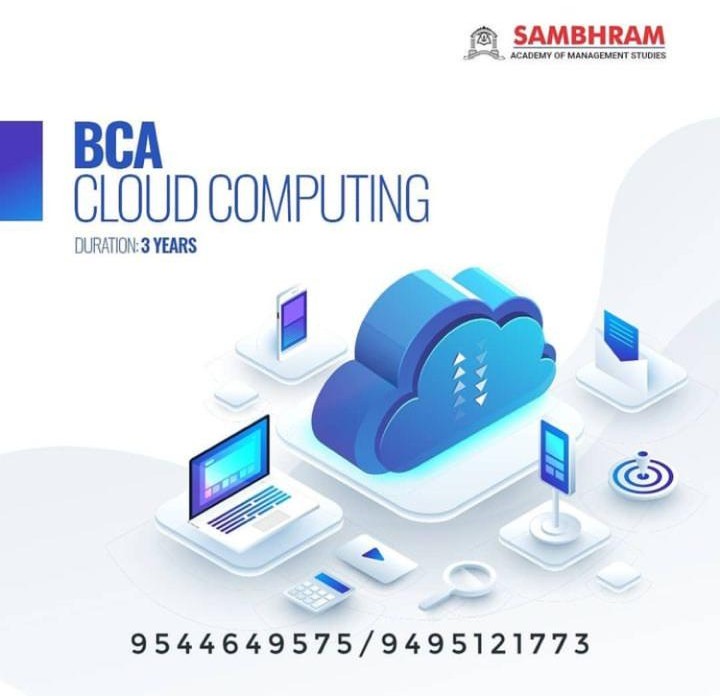 SAMBHRAM
ACADEMY OF MANAGEMENT STUDIES
BCA
CLOUD COMPUTING
DURATION: 3 YEARS
9544649575/9495121773